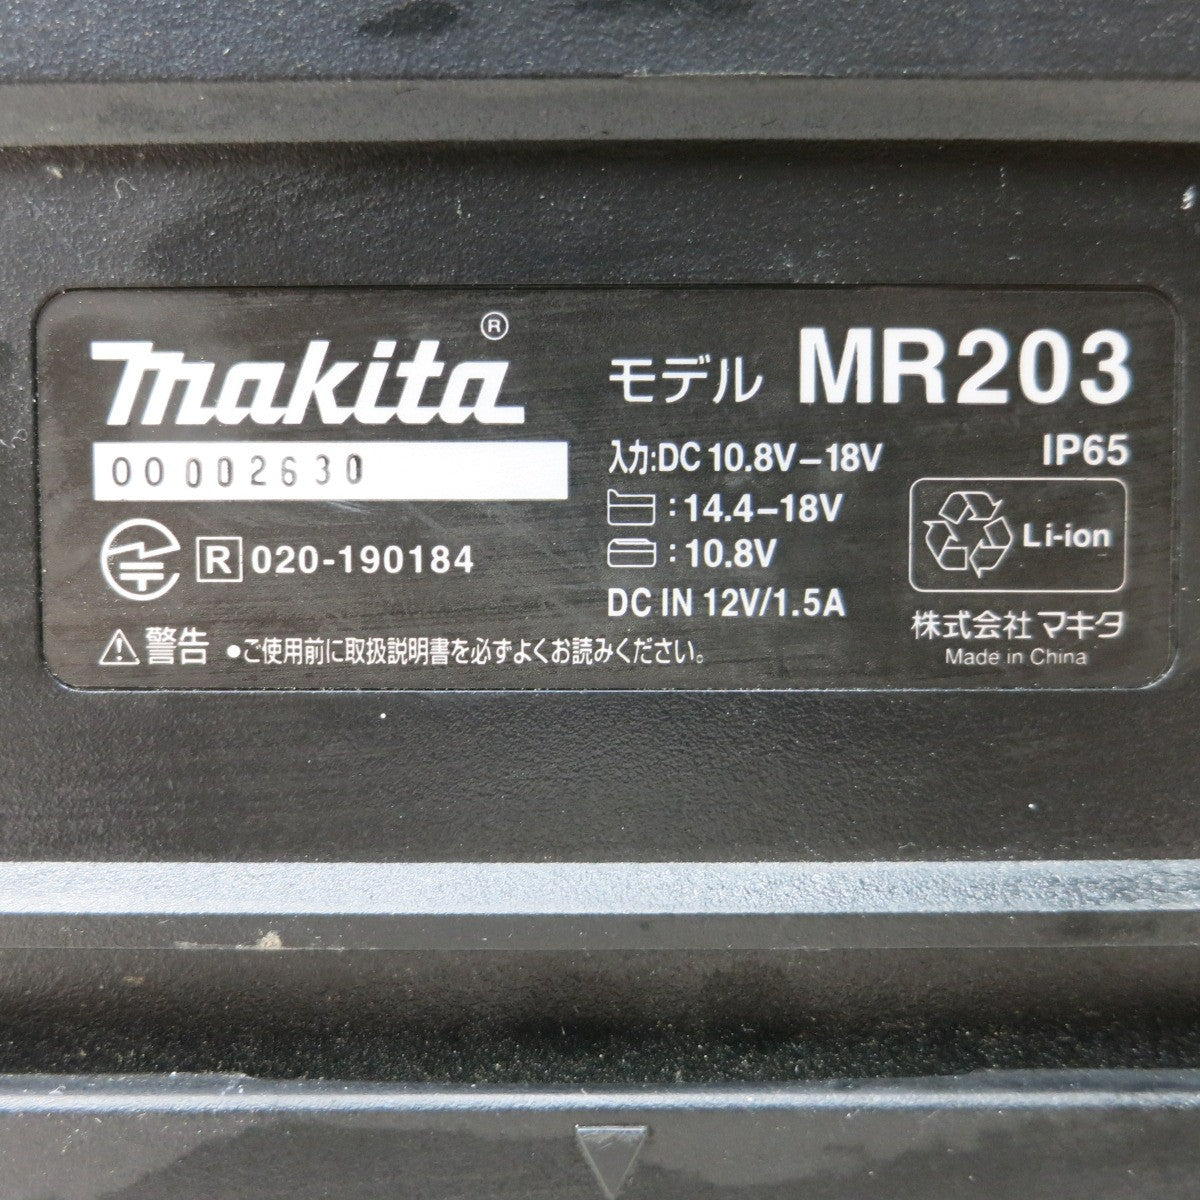 makita®
モデル MR203
00 002630
入力:DC 10.8V-18V
IP65
:14.4-18V
:10.8V
DC IN 12V/1.5A
Li-ion
R 020-190184
株式会社 マキタ
Made in China
警告 ●ご使用前に取扱説明書を必ずよくお読みください。